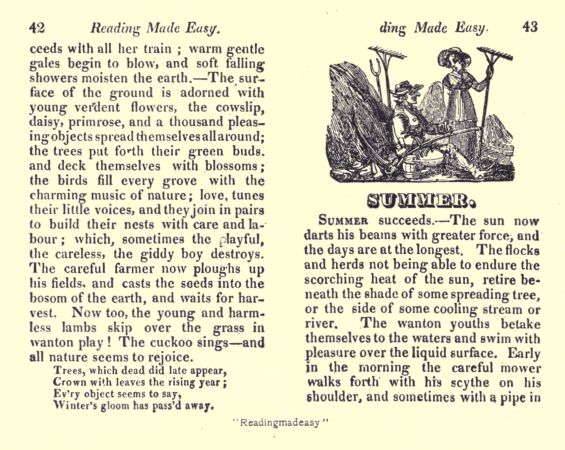 42 Reading Made Easy.
ceeds with all her train ; warm gentle
gales begin to blow, and soft falling
showers moisten the earth.—The sur-
face of the ground is adorned with
young verdent flowers, the cowslip,
daisy, primrose, and a thousand pleas-
ing objects spread themselves all around;
the trees put forth their green buds.
and deck themselves with blossoms ;
the birds fill every grove with the
charming music of nature ; love, tunes
their little voices, and they join in pairs
to build their nests with care and la-
bour ; which, sometimes the playful,
the careless, the giddy boy destroys.
The careful farmer now ploughs up
his fields. and casts the seeds into the
bosom of the earth, and waits for har-
vest. Now too, the young and harm-
less lambs skip over the grass in
wanton play ! The cuckoo sings—and
all nature seems to rejoice.
Trees, which dead did late appear,
Crown with leaves the rising year ;
Ev'ry object seems to say,
Winter's gloom has pass'd away.
ding Made Easy. 43
SUMMER.
SUMMER succeeds.—The sun now
darts his beams with greater force, and
the days are at the longest. The flocks
and herds not being able to endure the
scorching heat of the sun, retire be-
neath the shade of some spreading tree,
or the side of some cooling stream or
river. The wanton youths betake
themselves to the waters and swim with
pleasure over the liquid surface. Early
in the morning the careful mower
walks forth with his scythe on his
shoulder, and sometimes with a pipe in
"Readingmadeasy"